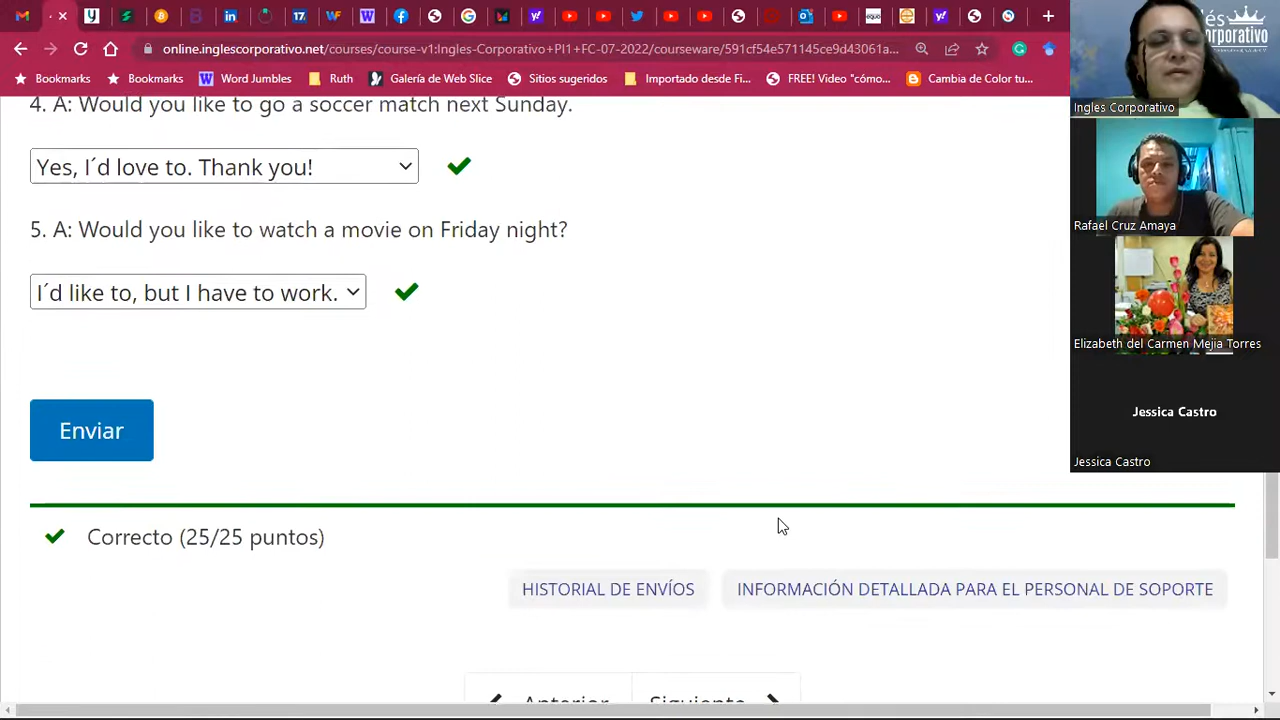 online.inglescorporativo.net/courses/course-v1:Ingles-Corporativo+PI1+FC-07-2022/courseware/591cf54e571145ce9d43061a...
Bookmarks
Bookmarks
Word Jumbles
Ruth
Galería de Web Slice
Sitios sugeridos
Importado desde Fi...
FREE! Video "cómo...
Cambia de Color tu...
4. A: Would you like to go a soccer match next Sunday.
Yes, I´d love to. Thank you!
5. A: Would you like to watch a movie on Friday night?
I´d like to, but I have to work.
Enviar
Correcto (25/25 puntos)
HISTORIAL DE ENVÍOS
INFORMACIÓN DETALLADA PARA EL PERSONAL DE SOPORTE
Anterior
Siguiente
Ingles Corporativo
Rafael Cruz Amaya
Elizabeth del Carmen Mejia Torres
Jessica Castro
Jessica Castro